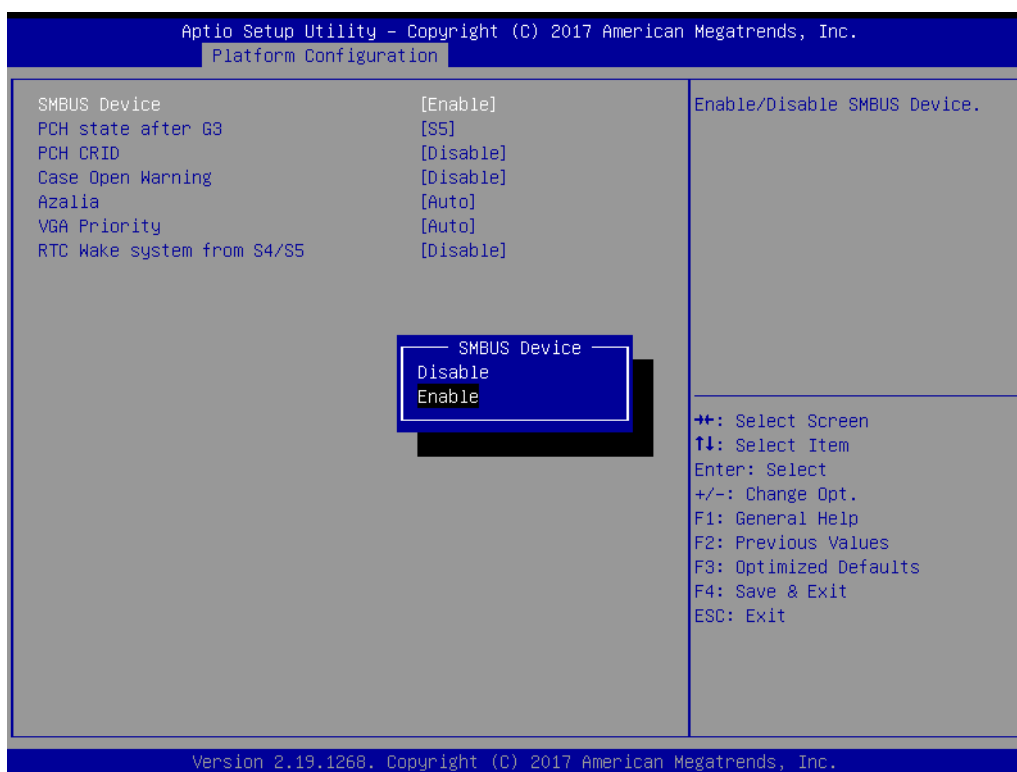 Aptio Setup Utility – Copyright (C) 2017 American Megatrends, Inc.
Platform Configuration
SMBUS Device [Enable]
PCH state after G3 [S5]
PCH CRID [Disable]
Case Open Warning [Disable]
Azalia [Auto]
VGA Priority [Auto]
RTC Wake system from S4/S5 [Disable]
SMBUS Device
Disable
Enable
Enable/Disable SMBUS Device.
→←: Select Screen
↑↓: Select Item
Enter: Select
+/-: Change Opt.
F1: General Help
F2: Previous Values
F3: Optimized Defaults
F4: Save & Exit
ESC: Exit
Version 2.19.1268. Copyright (C) 2017 American Megatrends, Inc.